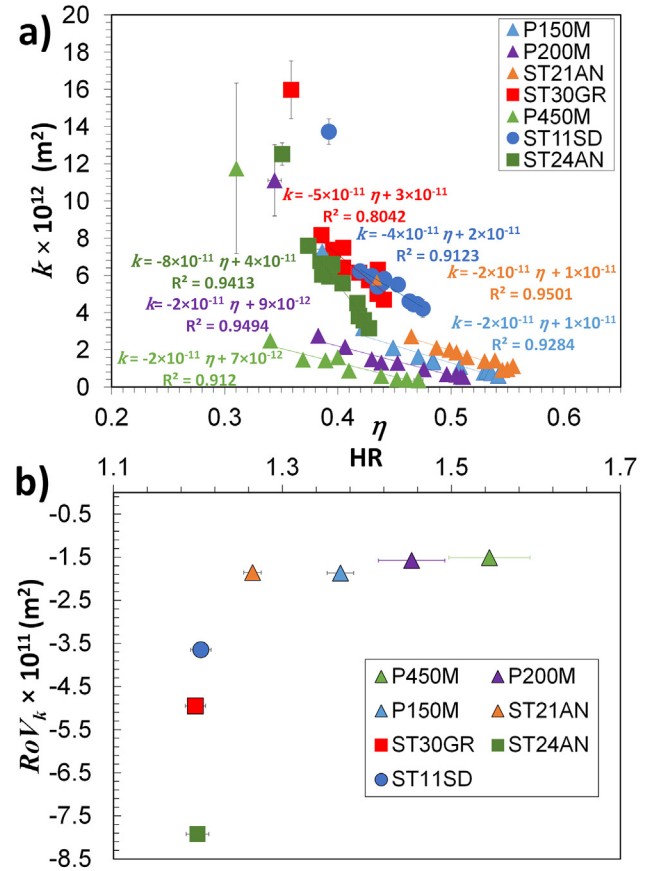 a)
20
18
16
14
12
10
8
6
4
2
0
k × 10¹² (m²)
P150M
P200M
ST21AN
ST30GR
P450M
ST11SD
ST24AN
k = -5×10⁻¹¹ η + 3×10⁻¹¹
R² = 0.8042
k = -4×10⁻¹¹ η + 2×10⁻¹¹
R² = 0.9123
k = -8×10⁻¹¹ η + 4×10⁻¹¹
R² = 0.9413
k = -2×10⁻¹¹ η + 1×10⁻¹¹
R² = 0.9501
k = -2×10⁻¹¹ η + 9×10⁻¹²
R² = 0.9494
k = -2×10⁻¹¹ η + 1×10⁻¹¹
R² = 0.9284
k = -2×10⁻¹¹ η + 7×10⁻¹²
R² = 0.912
0.2 0.3 0.4 0.5 0.6
η
HR
1.1 1.3 1.5 1.7
b)
-0.5
-1.5
-2.5
-3.5
-4.5
-5.5
-6.5
-7.5
-8.5
RoVₖ × 10¹¹ (m²)
P450M P200M
P150M ST21AN
ST30GR ST24AN
ST11SD